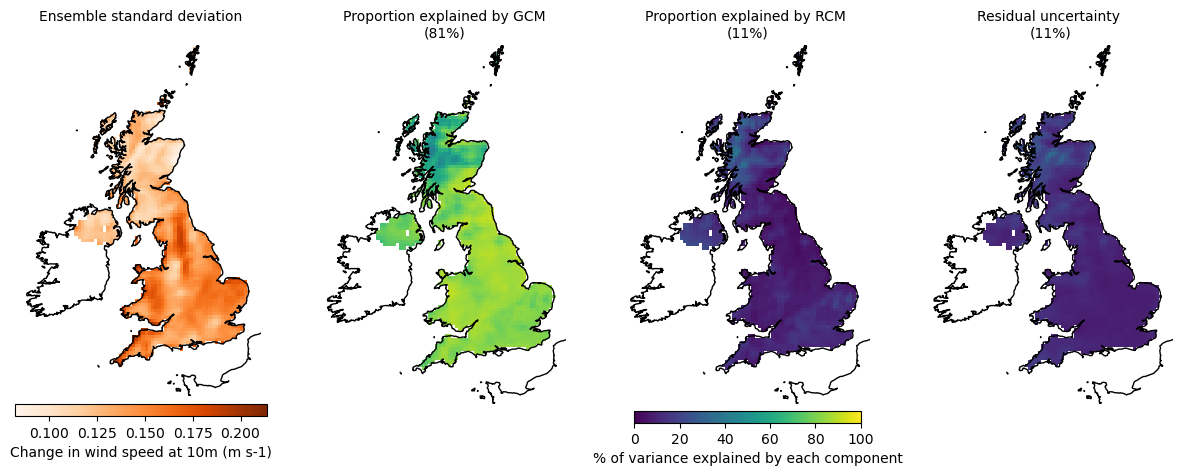 Ensemble standard deviation
Proportion explained by GCM
(81%)
Proportion explained by RCM
(11%)
Residual uncertainty
(11%)
0.100 0.125 0.150 0.175 0.200
Change in wind speed at 10m (m s-1)
0 20 40 60 80 100
% of variance explained by each component